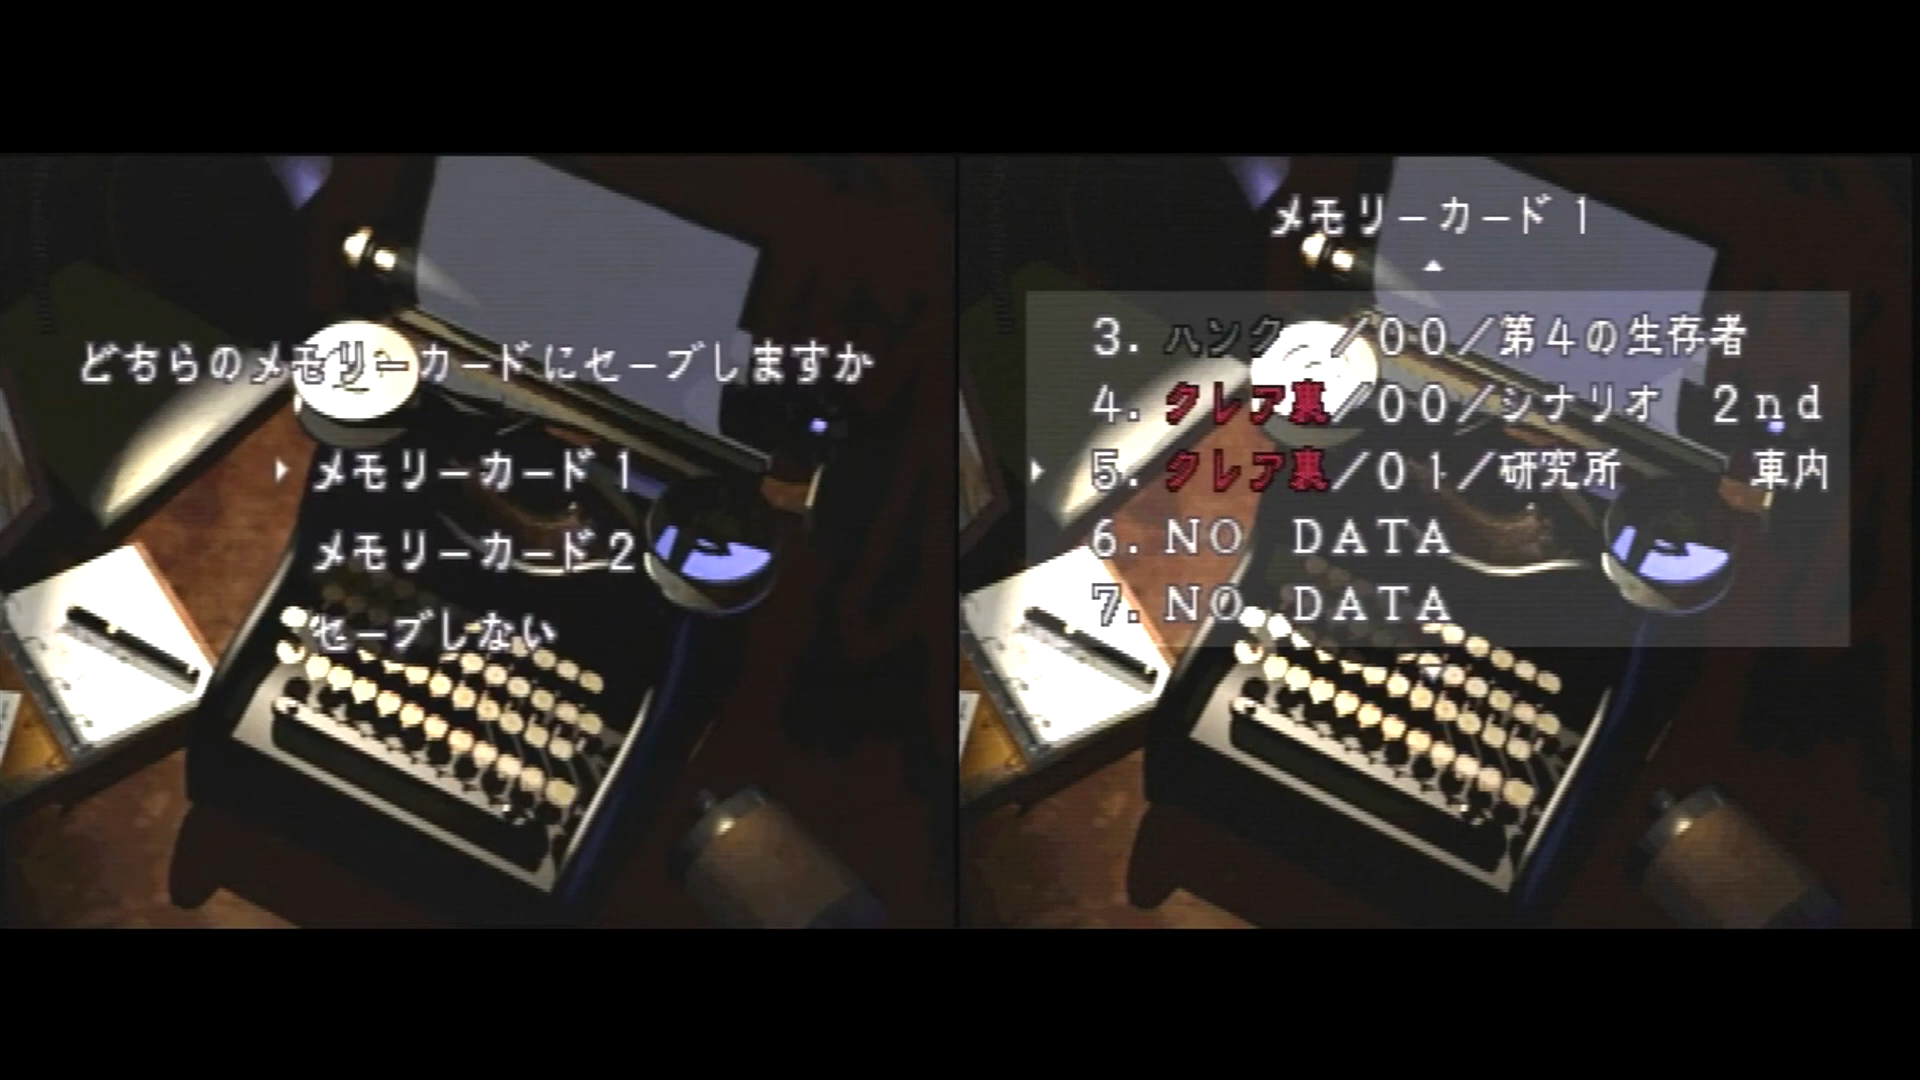 どちらのメモリーカードにセーブしますか
メモリーカード1
メモリーカード2
セーブしない
メモリーカード1
3.ハンク／00／第4の生存者
4.クレア裏／00／シナリオ 2nd
5.クレア裏／01／研究所 車内
6.NO DATA
7.NO DATA